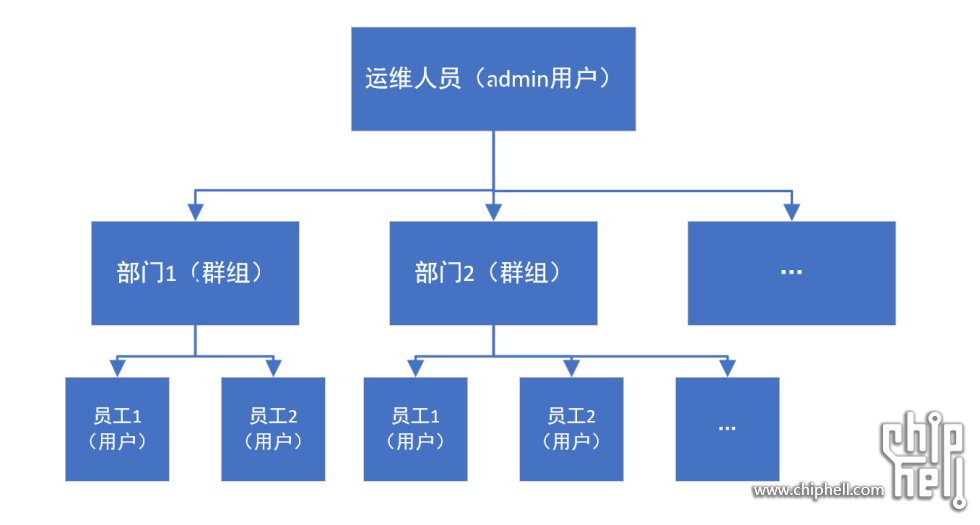 运维人员（admin用户）
部门1（群组）
部门2（群组）
...
员工1
（用户）
员工2
（用户）
员工1
（用户）
员工2
（用户）
...
chip
hell
www.chiphell.com